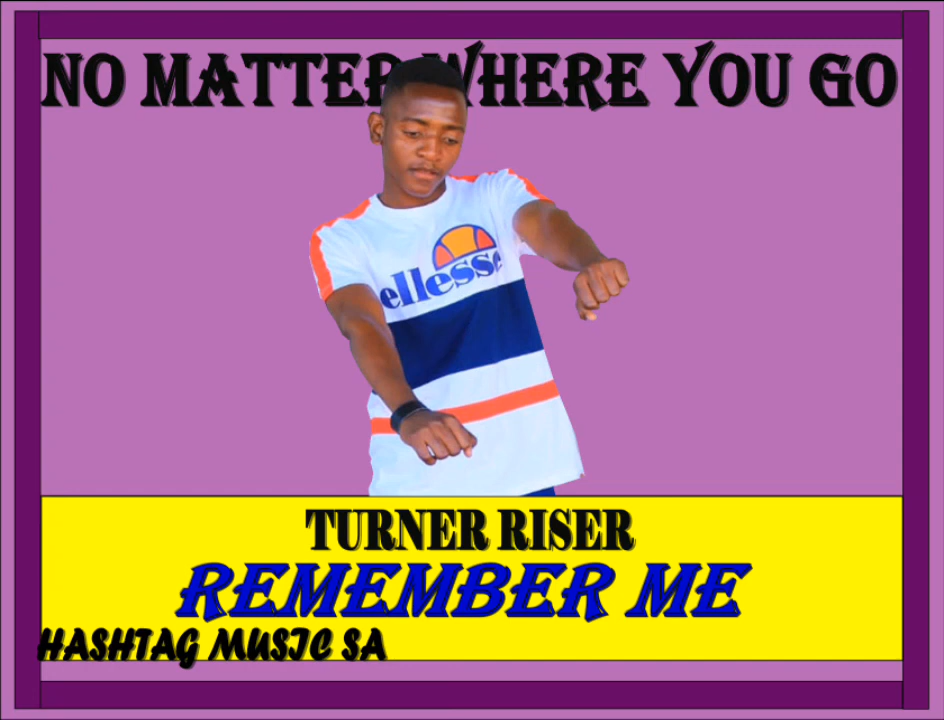 NO MATTER WHERE YOU GO
ellesse
TURNER RISER
REMEMBER ME
HASHTAG MUSIC SA